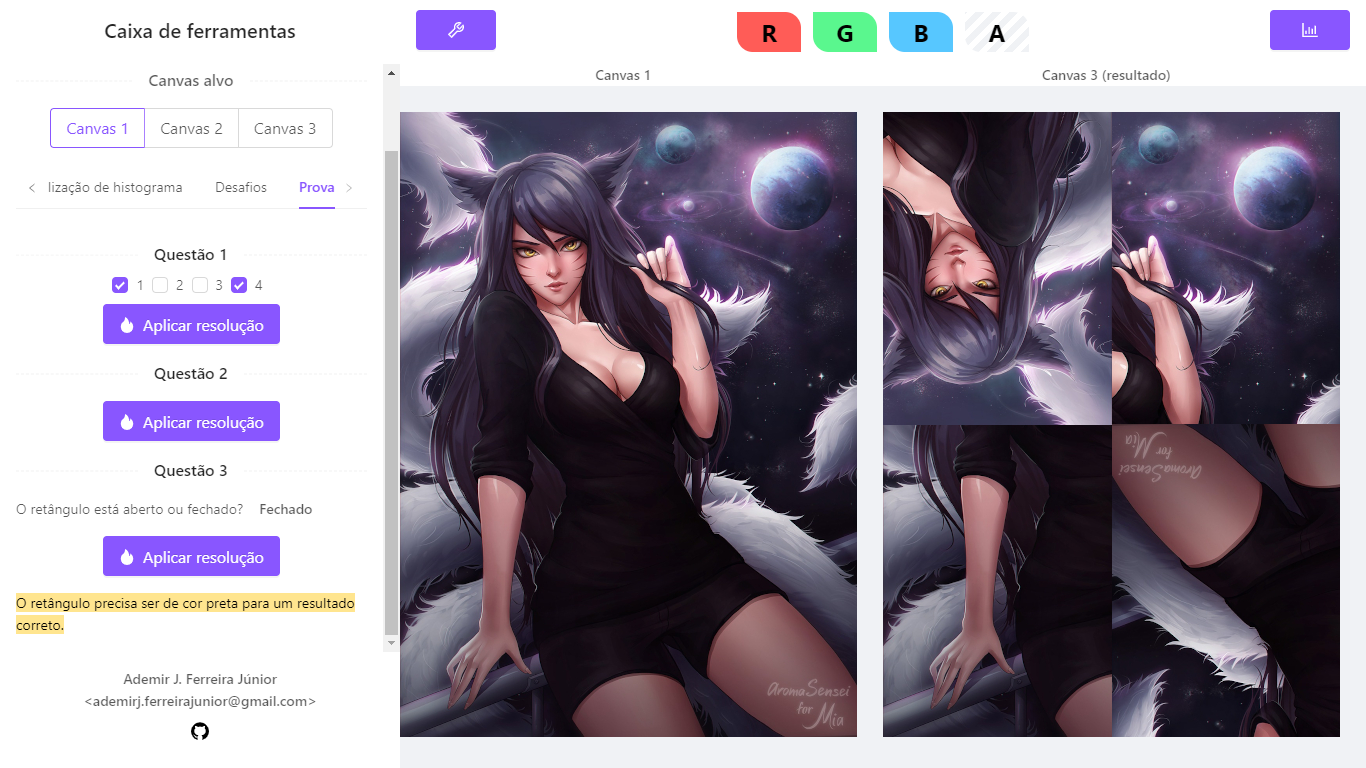 Caixa de ferramentas
Canvas alvo
Canvas 1 Canvas 2 Canvas 3
lização de histograma Desafios Prova
Questão 1
1 2 3 4
Aplicar resolução
Questão 2
Aplicar resolução
Questão 3
O retângulo está aberto ou fechado? Fechado
Aplicar resolução
O retângulo precisa ser de cor preta para um resultado
correto.
Ademir J. Ferreira Júnior
<ademirj.ferreirajunior@gmail.com>
R G B A
Canvas 1
Canvas 3 (resultado)
AromaSensei
for Mia
AromaSensei
for Mia